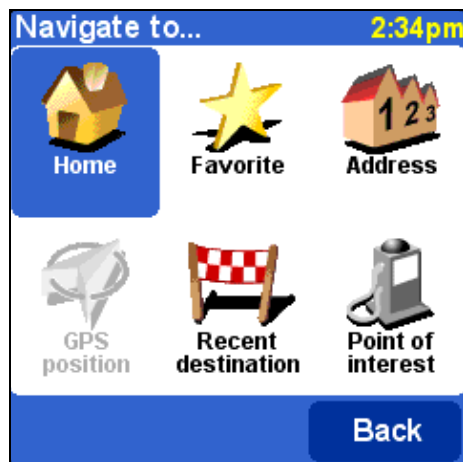 Navigate to... 2:34pm
Home Favorite Address
1 2 3
GPS position
Recent destination
Point of interest
Back